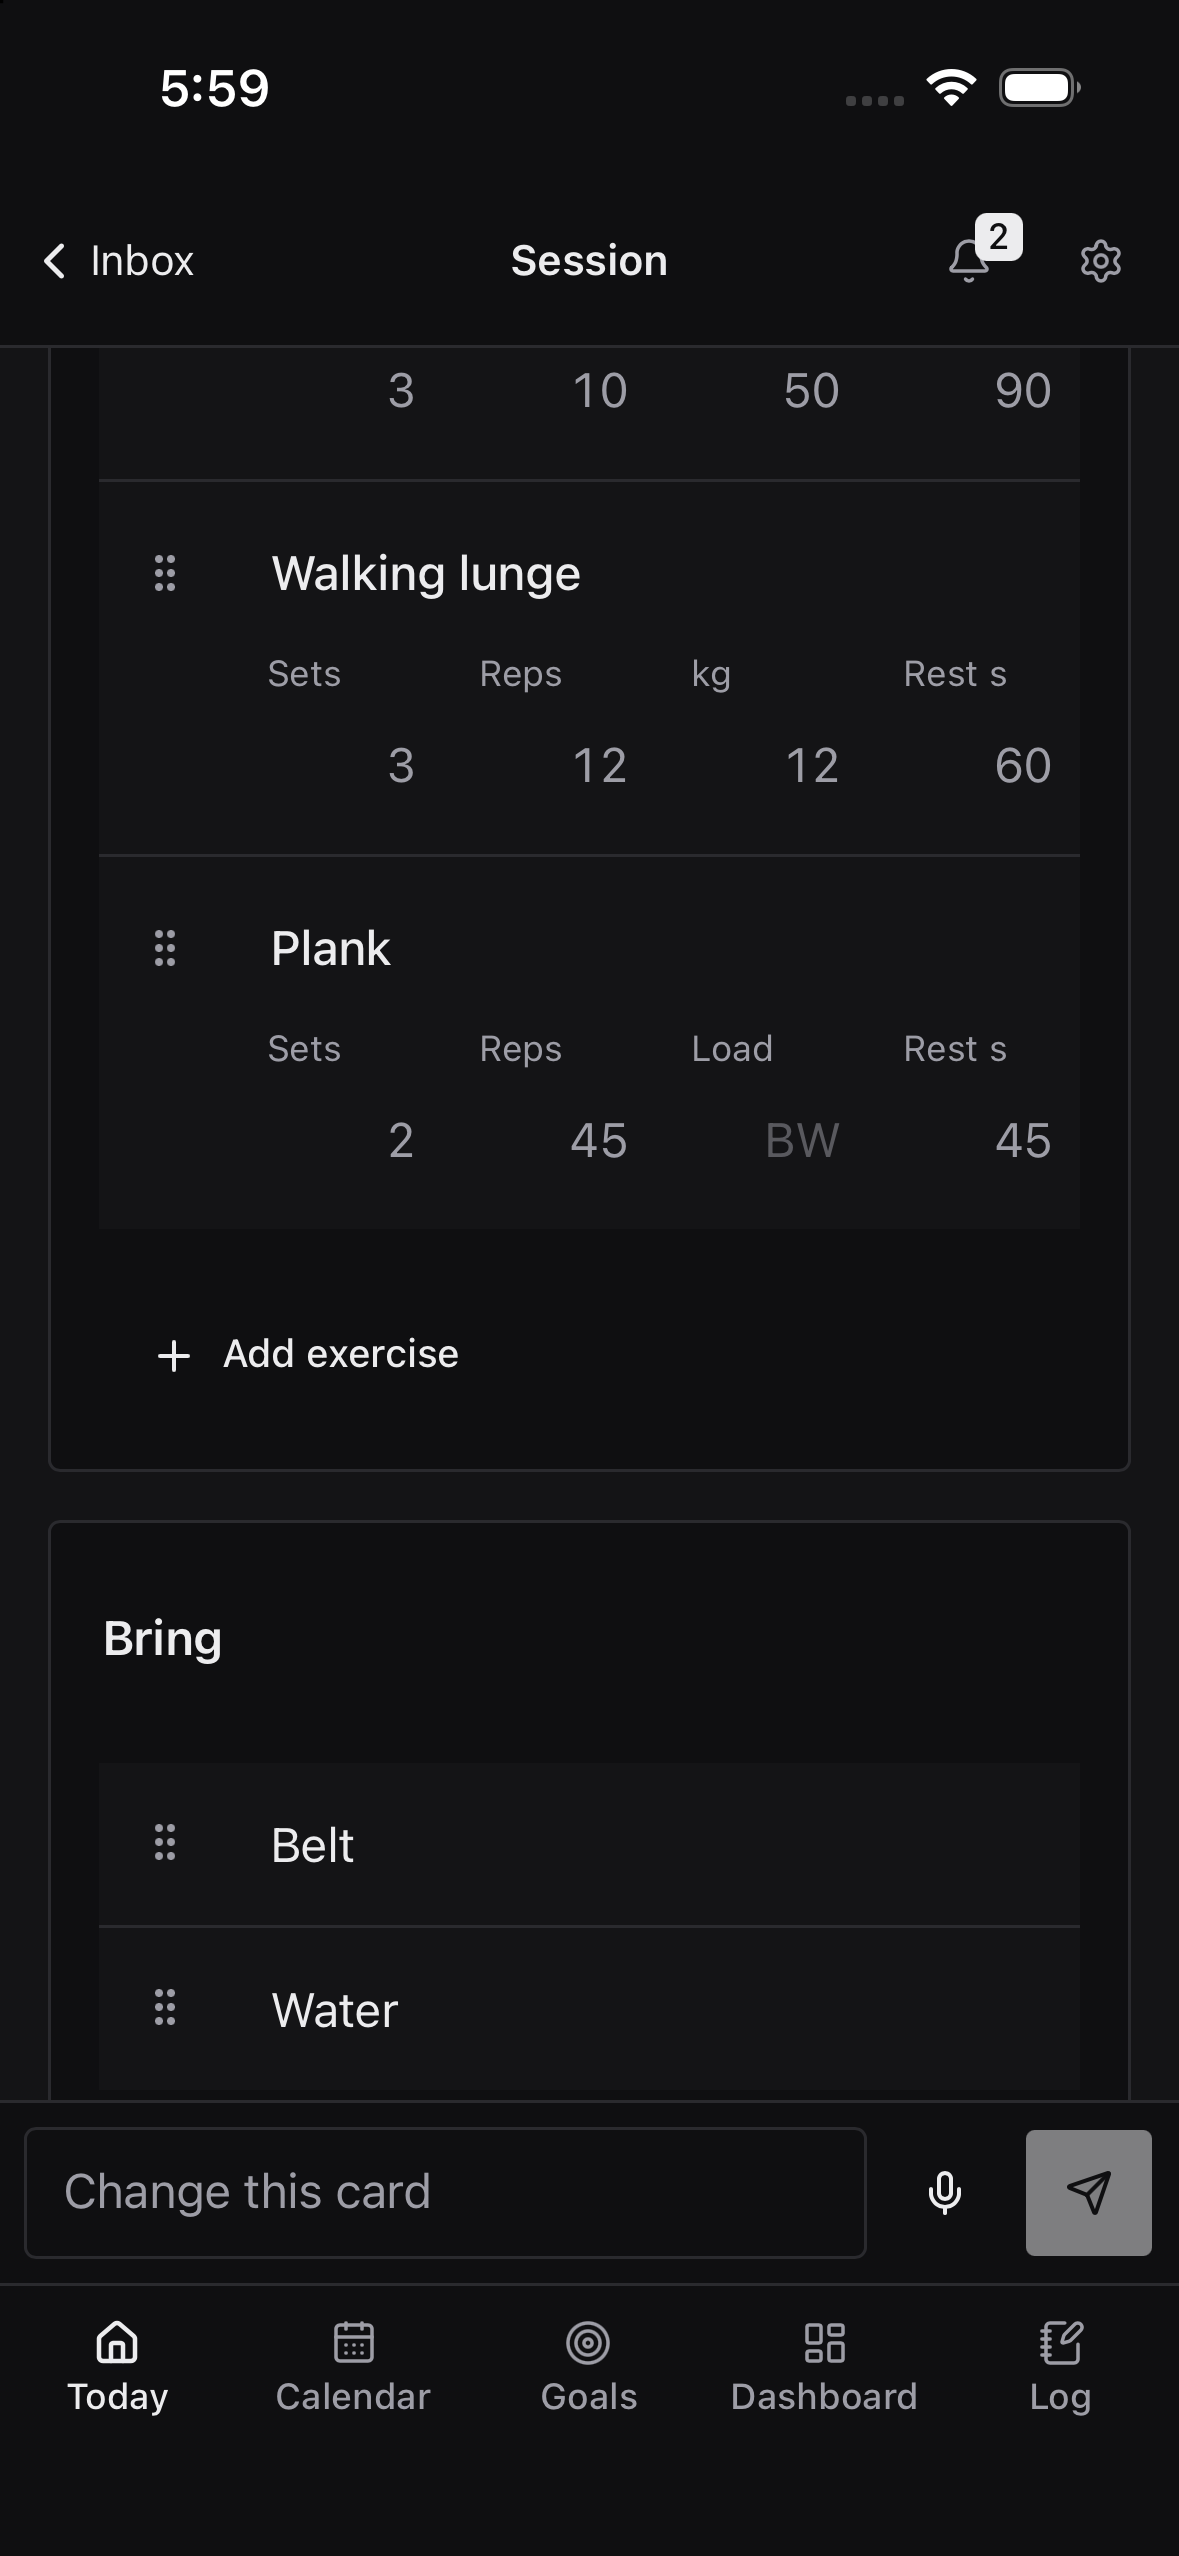 5:59
Inbox
Session
2
3 10 50 90
Walking lunge
Sets Reps kg Rest s
3 12 12 60
Plank
Sets Reps Load Rest s
2 45 BW 45
Add exercise
Bring
Belt
Water
Change this card
Today Calendar Goals Dashboard Log